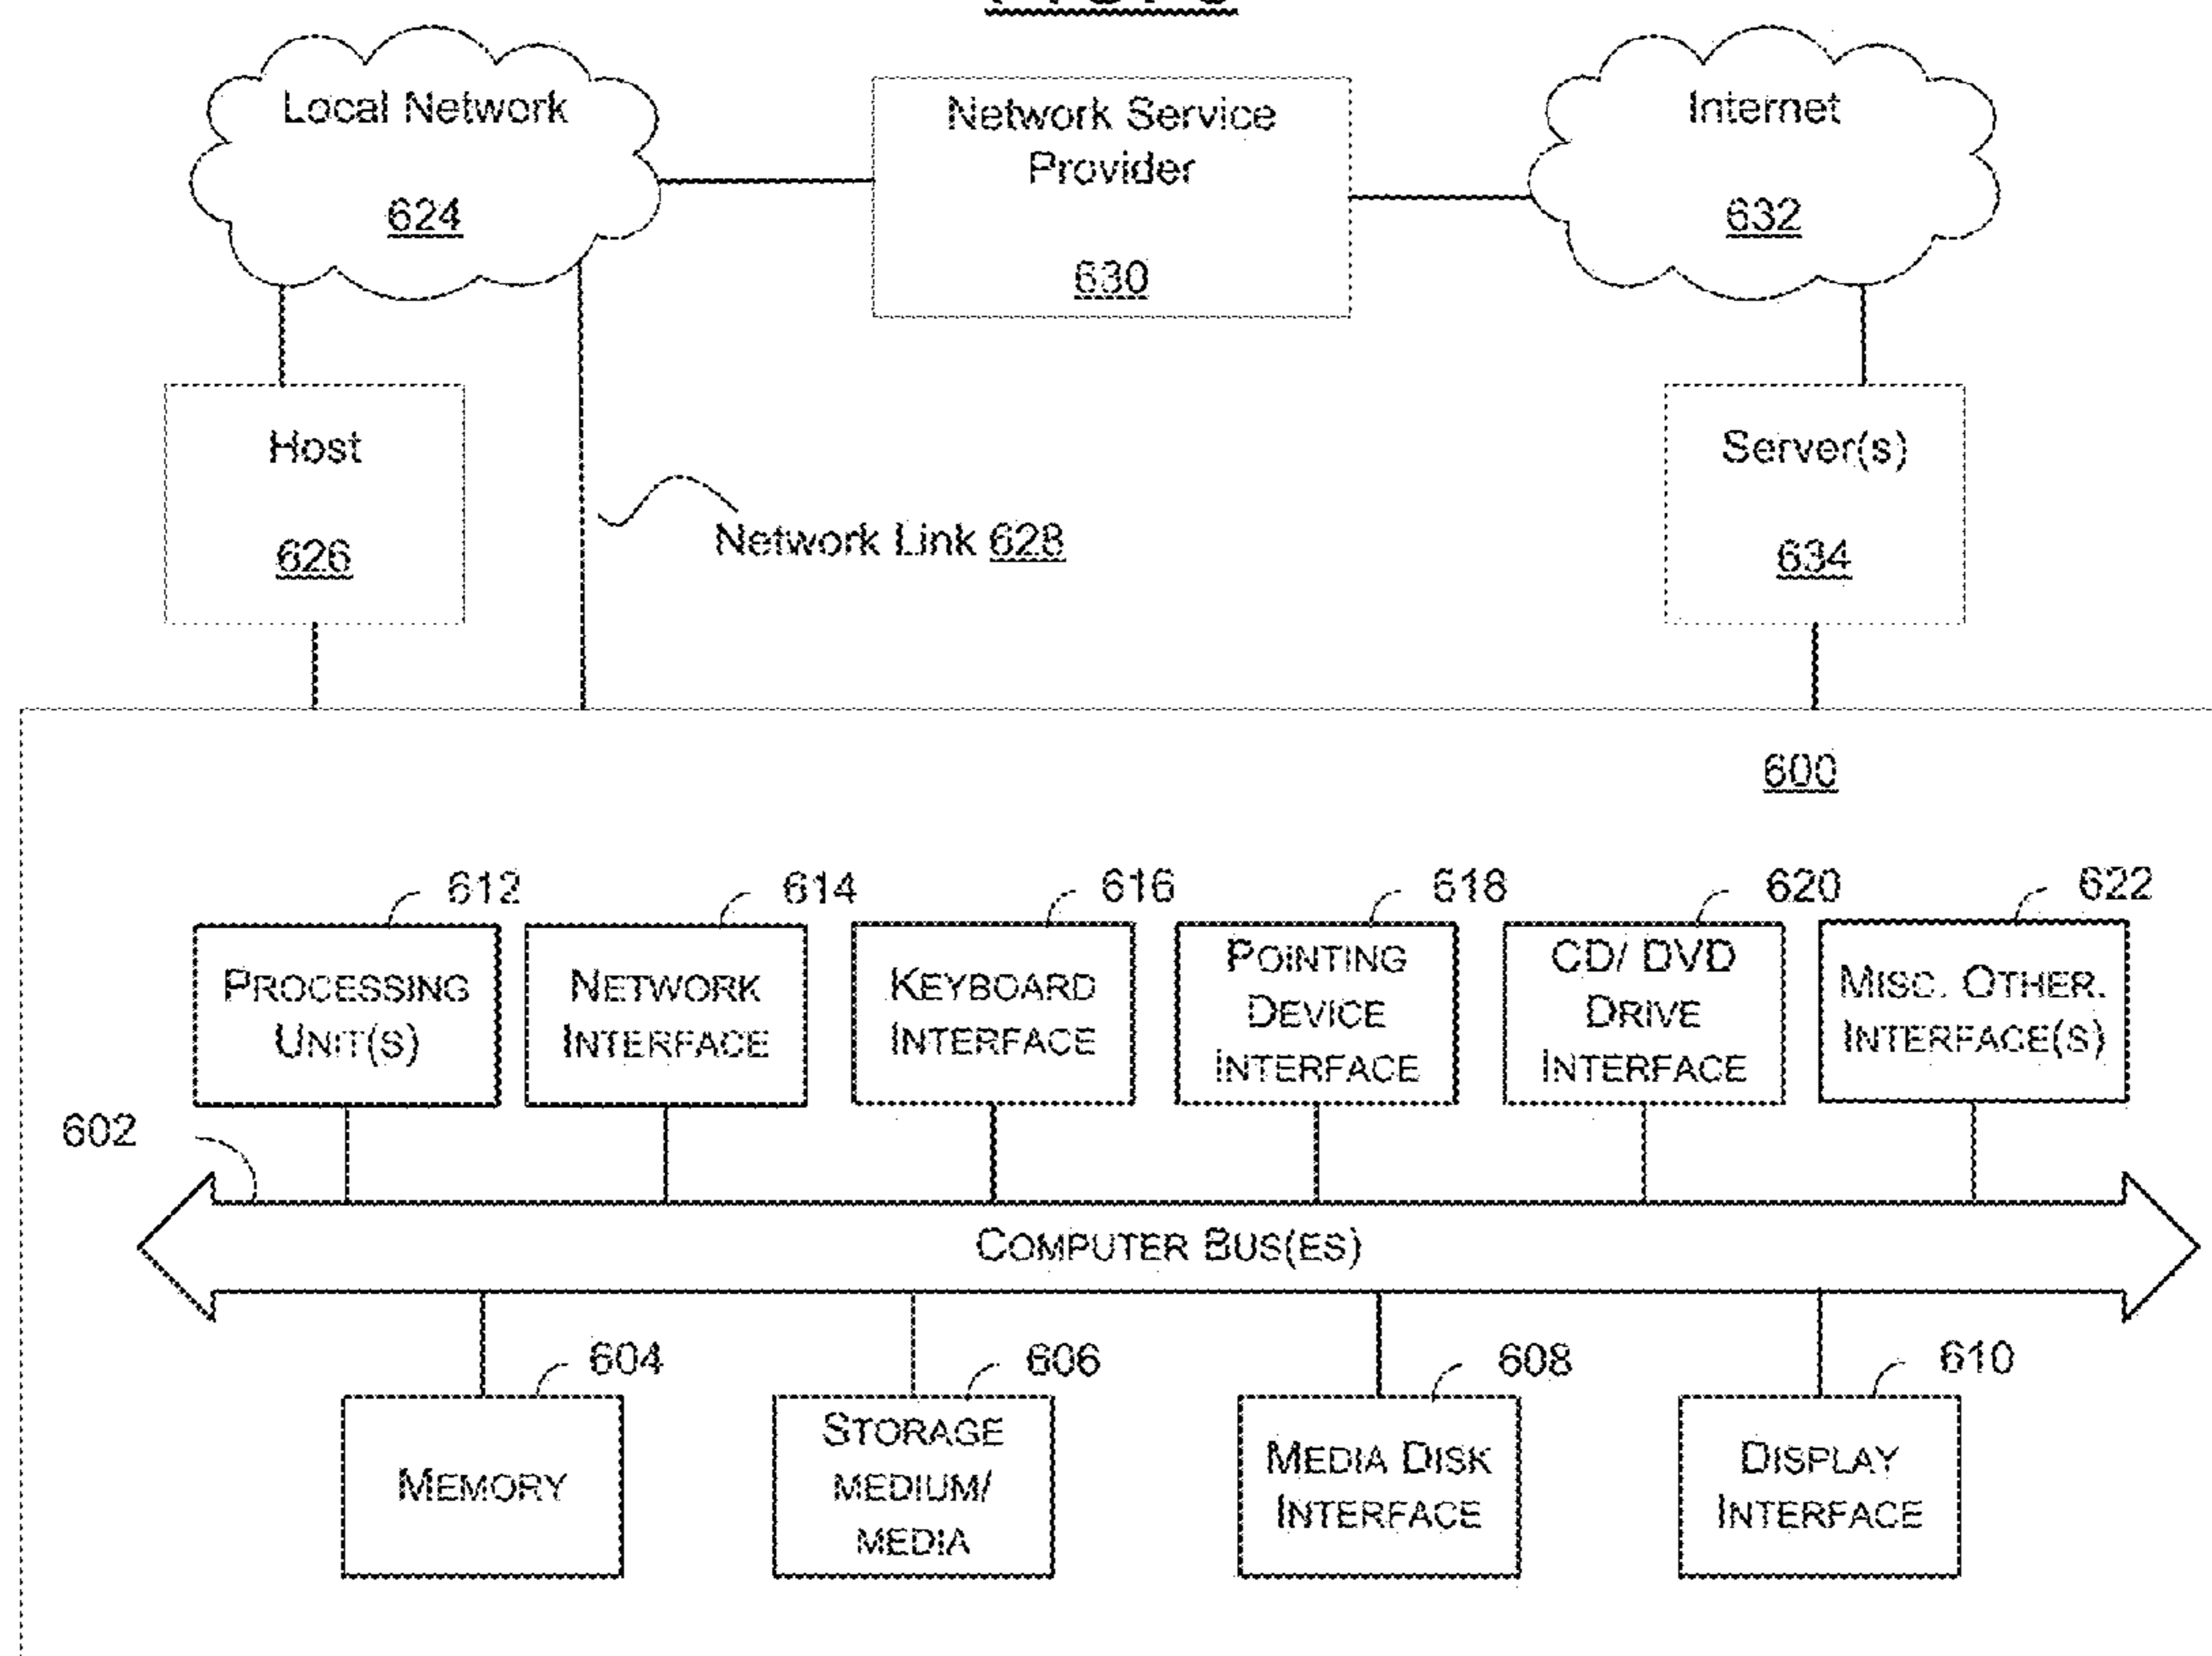 Local Network
624
Network Service
Provider
630
Internet
632
Host
626
Network Link 628
Server(s)
634
600
612
614
616
618
620
622
PROCESSING
UNIT(S)
NETWORK
INTERFACE
KEYBOARD
INTERFACE
POINTING
DEVICE
INTERFACE
CD/ DVD
DRIVE
INTERFACE
MISC. OTHER.
INTERFACE(S)
602
COMPUTER BUS(ES)
604
606
608
610
MEMORY
STORAGE
MEDIUM/
MEDIA
MEDIA DISK
INTERFACE
DISPLAY
INTERFACE